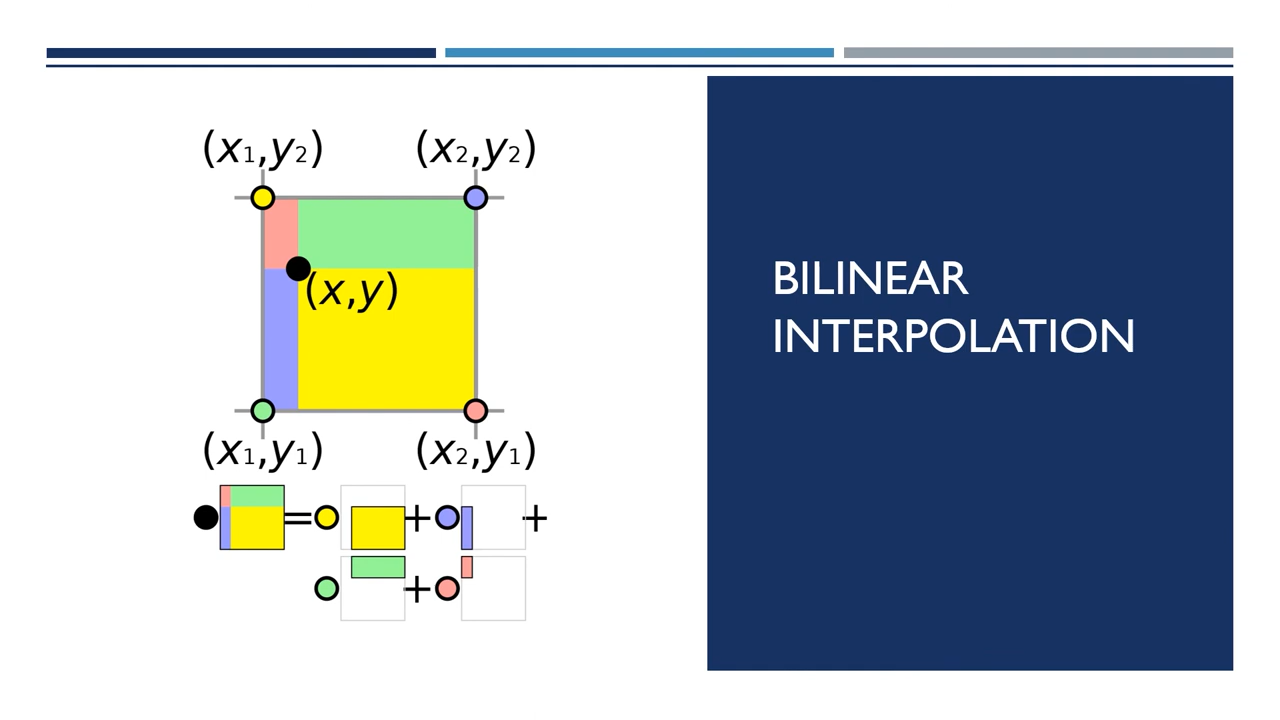 (x₁,y₂) (x₂,y₂)
(x,y)
(x₁,y₁) (x₂,y₁)
= + +
+
BILINEAR
INTERPOLATION